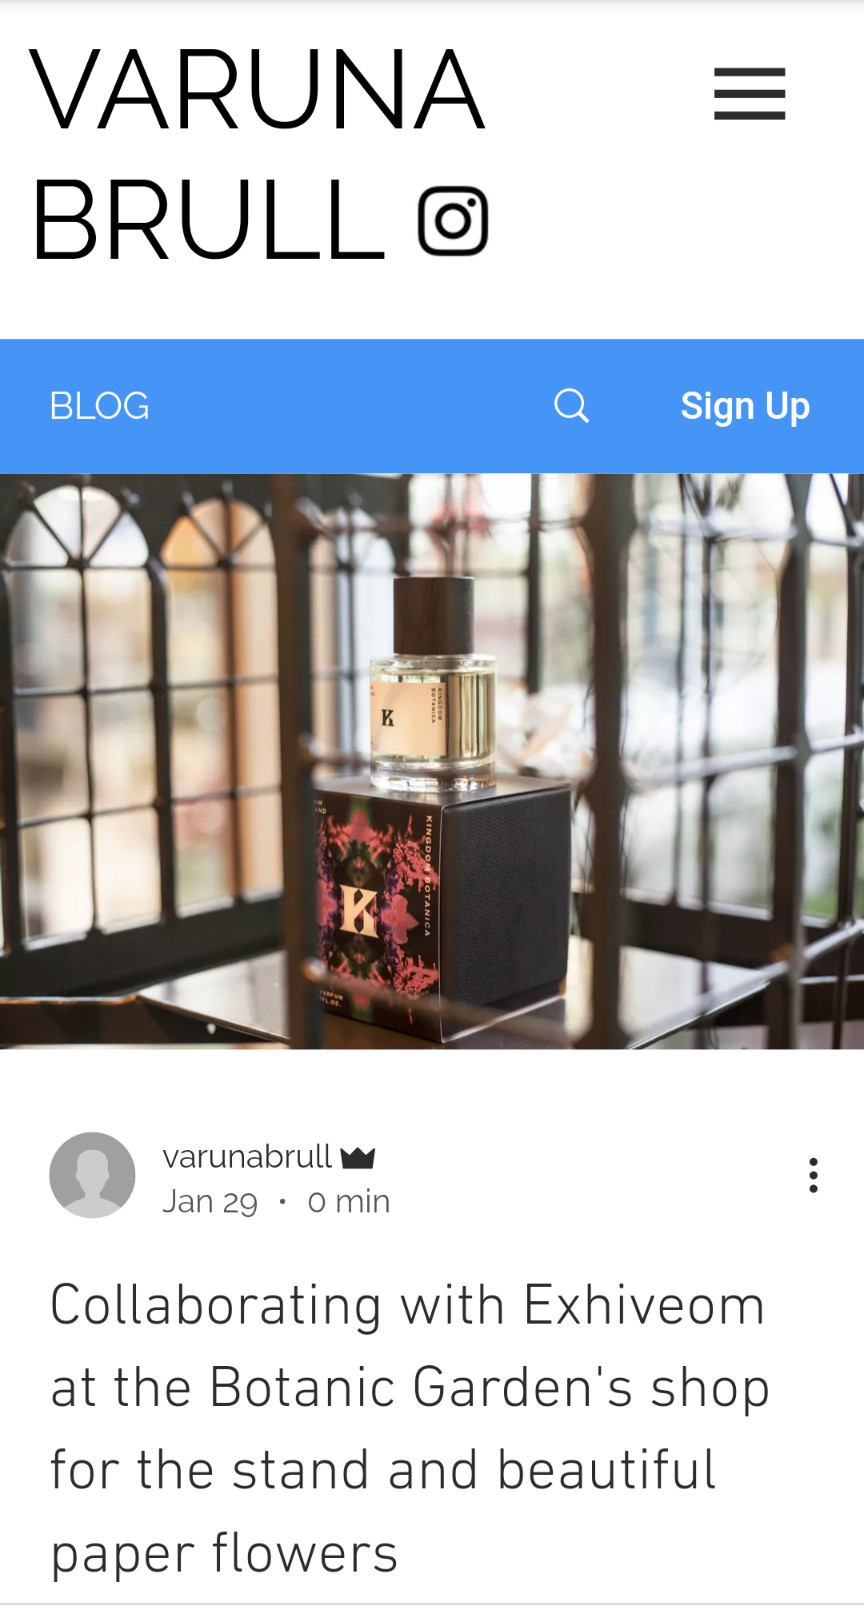 VARUNA
BRULL
BLOG
Sign Up
K
KINGDOM
BOTANICA
K
KINGDOM BOTANICA
varunabrull
Jan 29 • 0 min
Collaborating with Exhiveom
at the Botanic Garden's shop
for the stand and beautiful
paper flowers